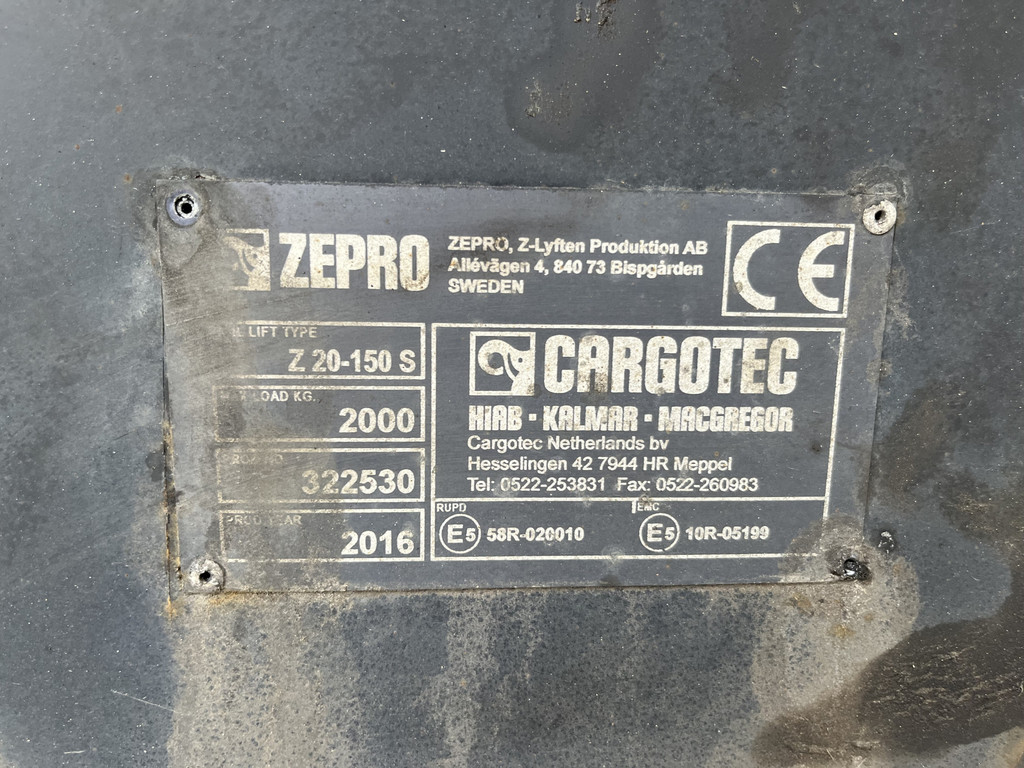 ZEPRO
ZEPRO, Z-Lyften Produktion AB
Allévägen 4, 840 73 Bispgården
SWEDEN
CE
LIFT TYPE
Z 20-150 S
LOAD KG.
2000
322530
PROD YEAR
2016
CARGOTEC
HIAB · KALMAR · MACGREGOR
Cargotec Netherlands bv
Hesselingen 42 7944 HR Meppel
Tel: 0522-253831 Fax: 0522-260983
RUPD
E5 58R-020010
EMC
E5 10R-05199